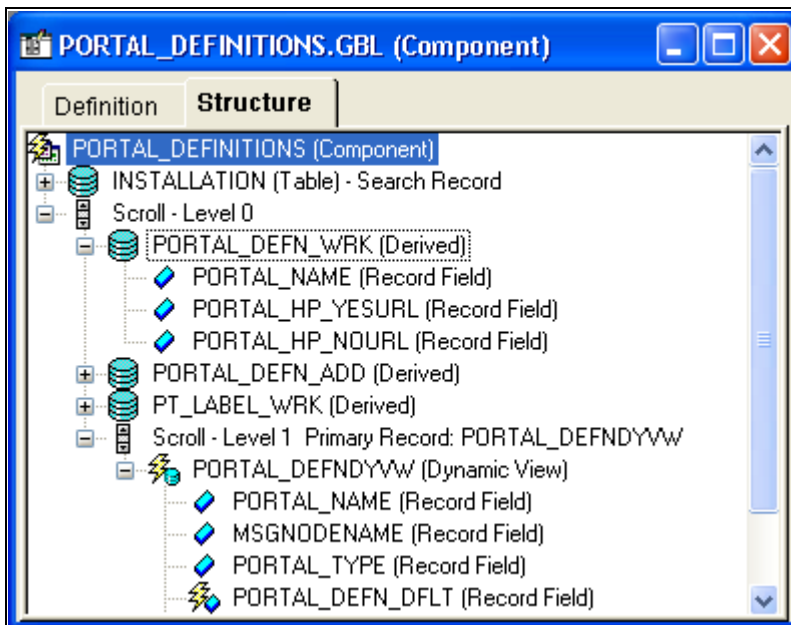 PORTAL_DEFINITIONS.GBL (Component)
Definition Structure
PORTAL_DEFINITIONS (Component)
INSTALLATION (Table) - Search Record
Scroll - Level 0
PORTAL_DEFN_WRK (Derived)
PORTAL_NAME (Record Field)
PORTAL_HP_YESURL (Record Field)
PORTAL_HP_NOURL (Record Field)
PORTAL_DEFN_ADD (Derived)
PT_LABEL_WRK (Derived)
Scroll - Level 1 Primary Record: PORTAL_DEFNDYVW
PORTAL_DEFNDYVW (Dynamic View)
PORTAL_NAME (Record Field)
MSGNODENAME (Record Field)
PORTAL_TYPE (Record Field)
PORTAL_DEFN_DFLT (Record Field)